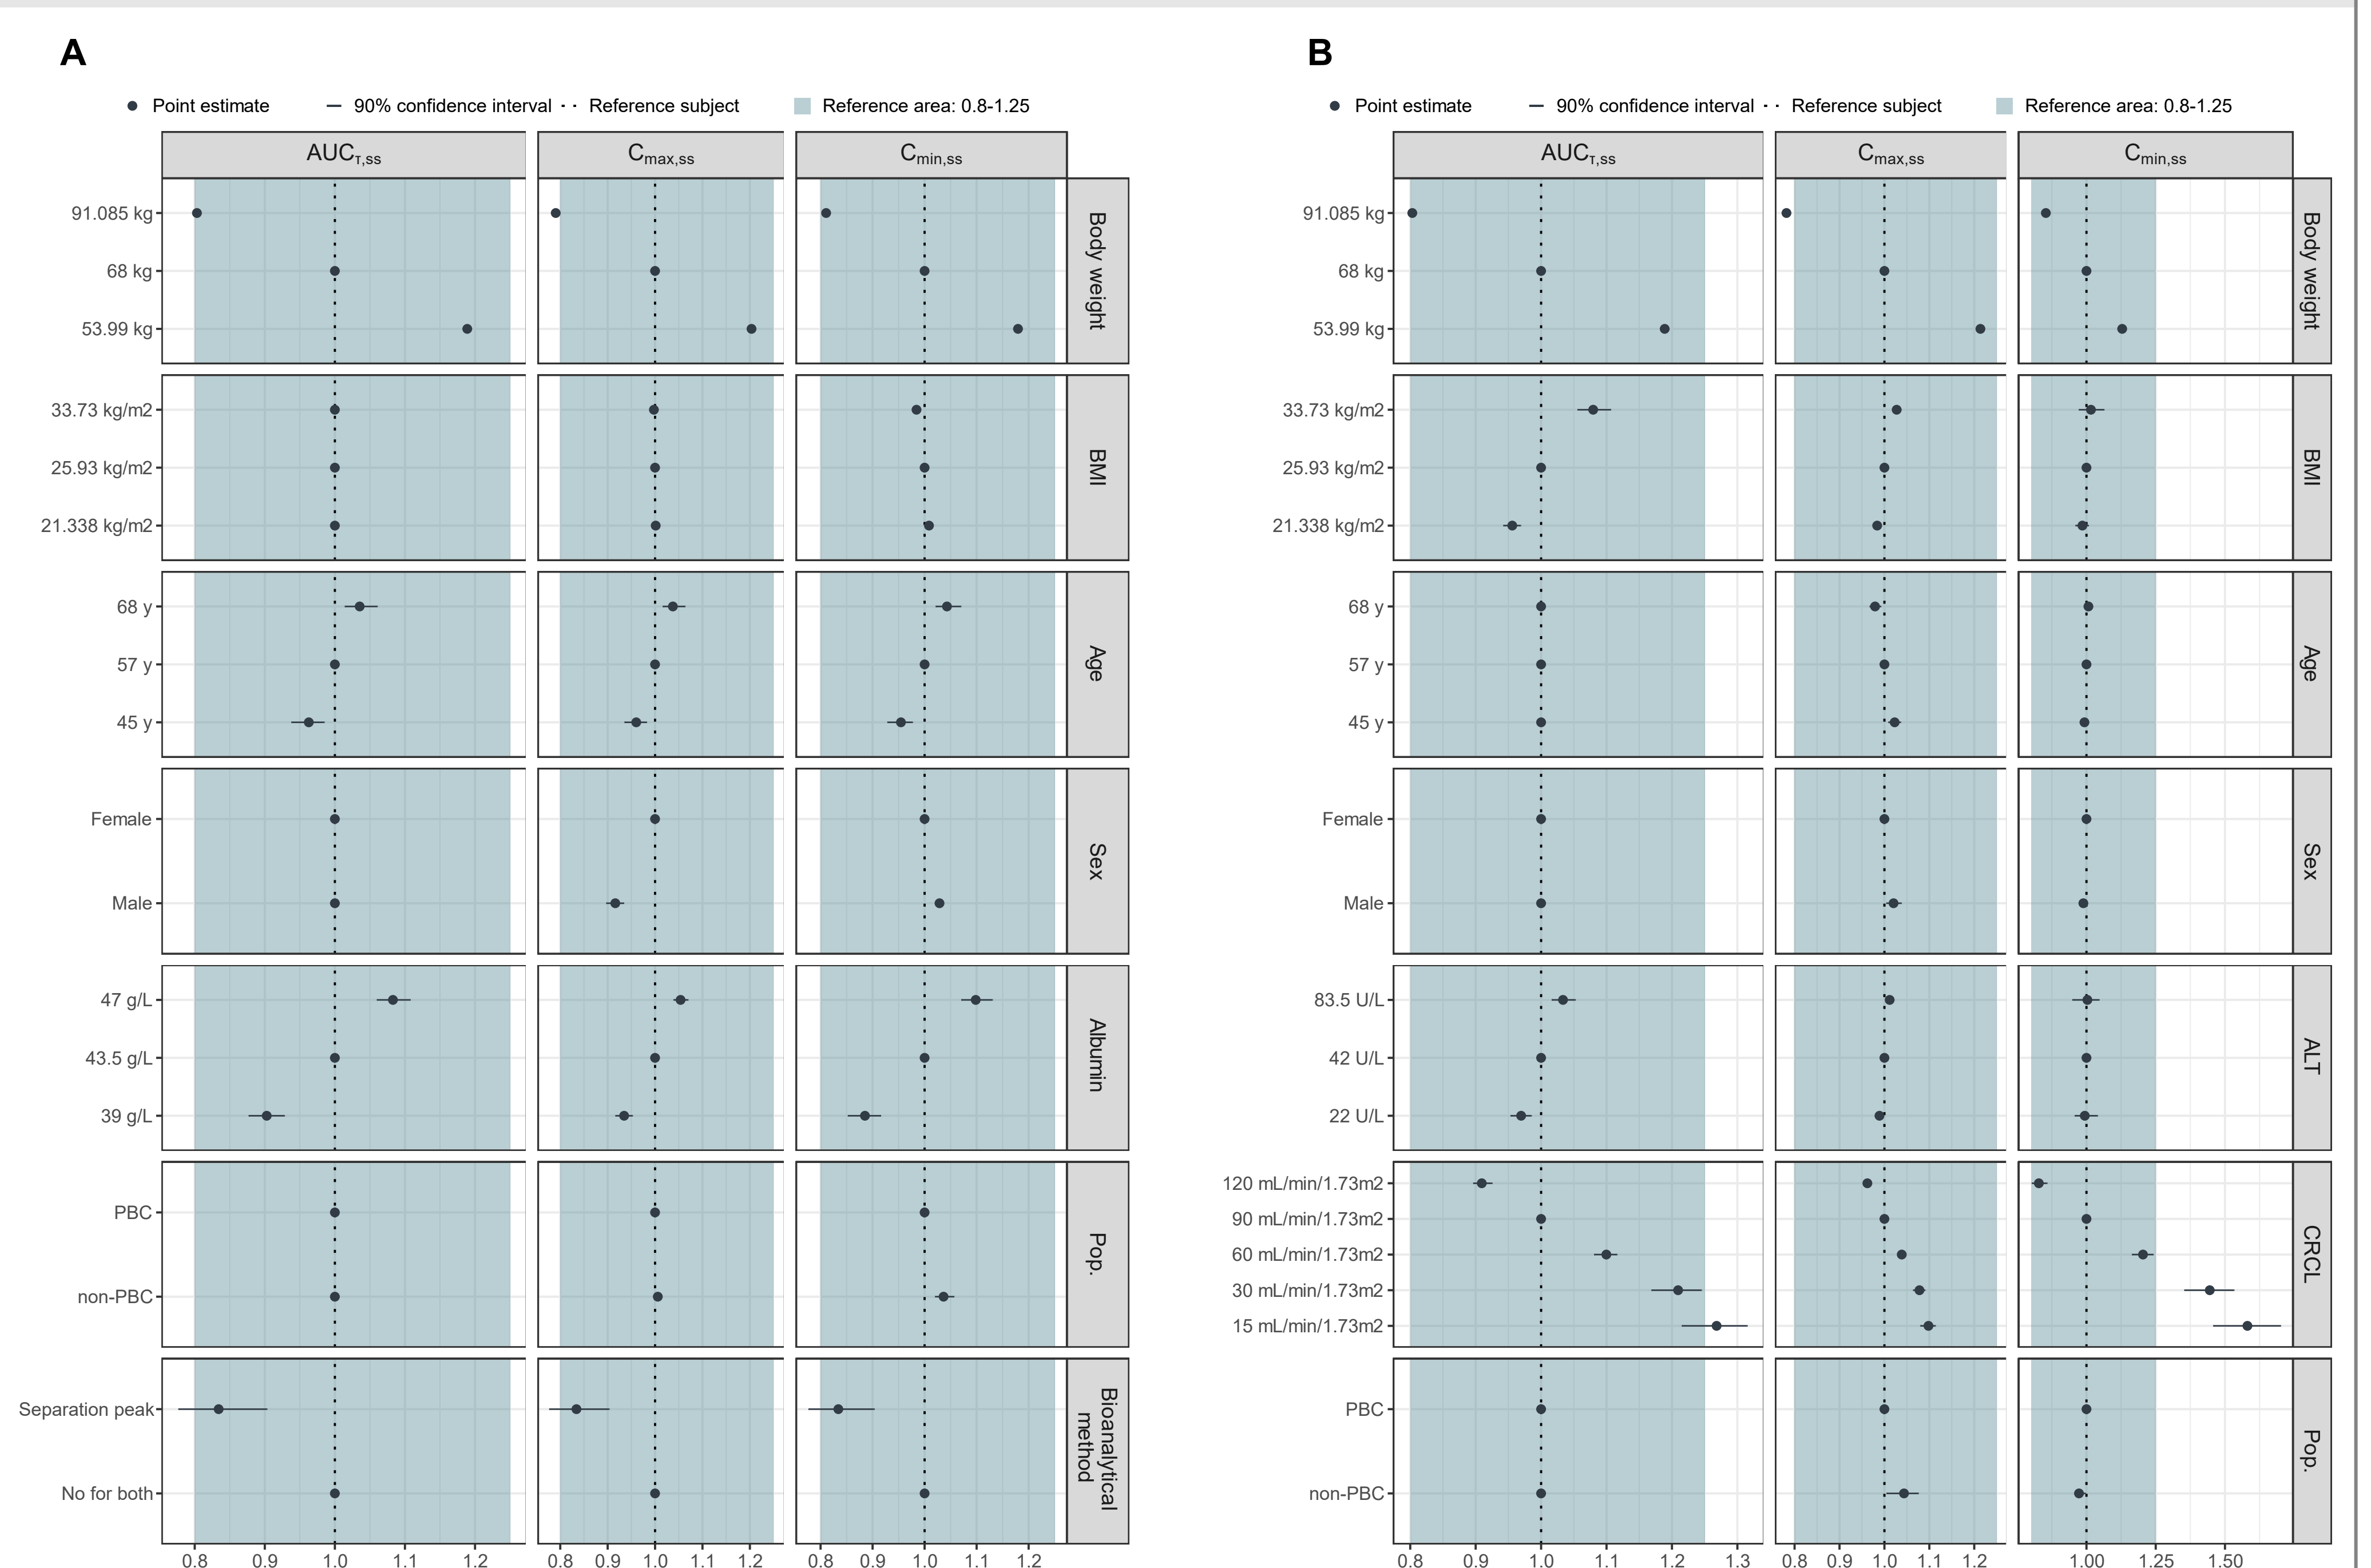 A
Point estimate 90% confidence interval Reference subject Reference area: 0.8-1.25
AUCτ,ss Cmax,ss Cmin,ss
91.085 kg
68 kg
53.99 kg
Body weight
33.73 kg/m2
25.93 kg/m2
21.338 kg/m2
BMI
68 y
57 y
45 y
Age
Female
Male
Sex
47 g/L
43.5 g/L
39 g/L
Albumin
PBC
non-PBC
Pop.
Separation peak
No for both
Bioanalytical
method
0.8 0.9 1.0 1.1 1.2 0.8 0.9 1.0 1.1 1.2 0.8 0.9 1.0 1.1 1.2
B
Point estimate 90% confidence interval Reference subject Reference area: 0.8-1.25
AUCτ,ss Cmax,ss Cmin,ss
91.085 kg
68 kg
53.99 kg
Body weight
33.73 kg/m2
25.93 kg/m2
21.338 kg/m2
BMI
68 y
57 y
45 y
Age
Female
Male
Sex
83.5 U/L
42 U/L
22 U/L
ALT
120 mL/min/1.73m2
90 mL/min/1.73m2
60 mL/min/1.73m2
30 mL/min/1.73m2
15 mL/min/1.73m2
CRCL
PBC
non-PBC
Pop.
0.8 0.9 1.0 1.1 1.2 1.3 0.8 0.9 1.0 1.1 1.2 1.00 1.25 1.50